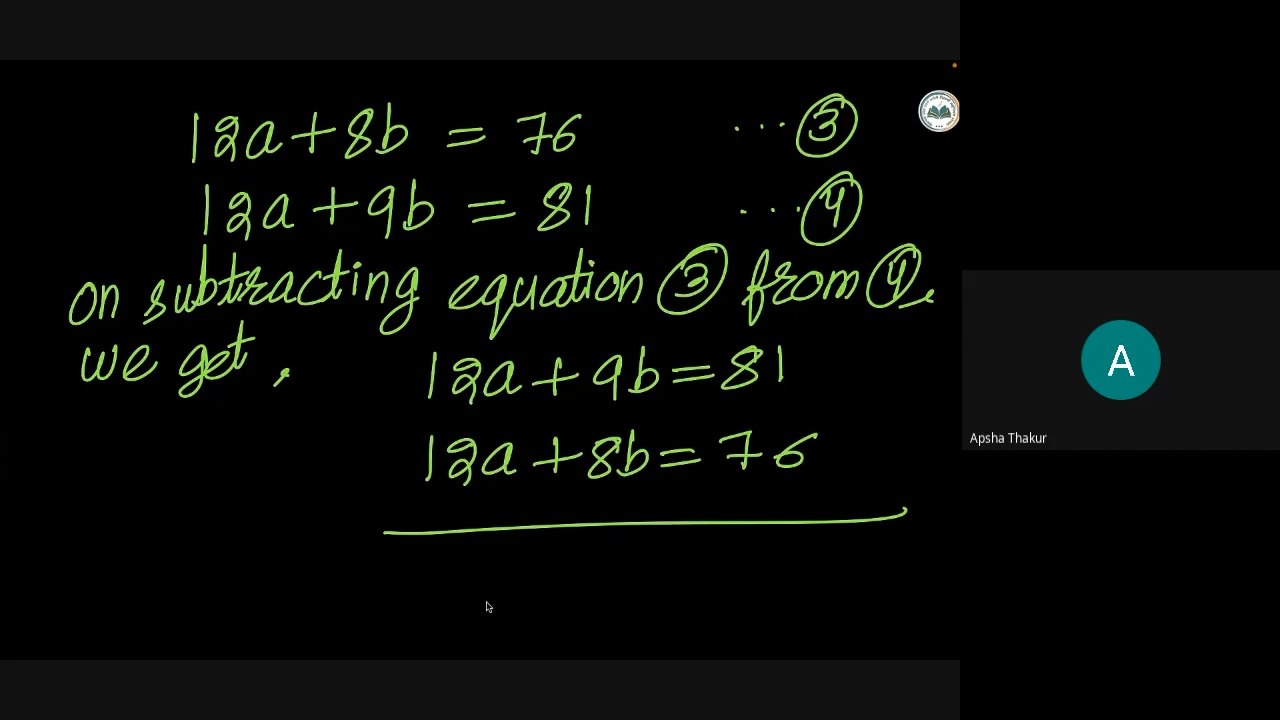 12a+8b = 76 ...③
12a+9b = 81 ...④
on subtracting equation ③ from ④,
we get,
12a+9b=81
12a+8b=76
A
Apsha Thakur